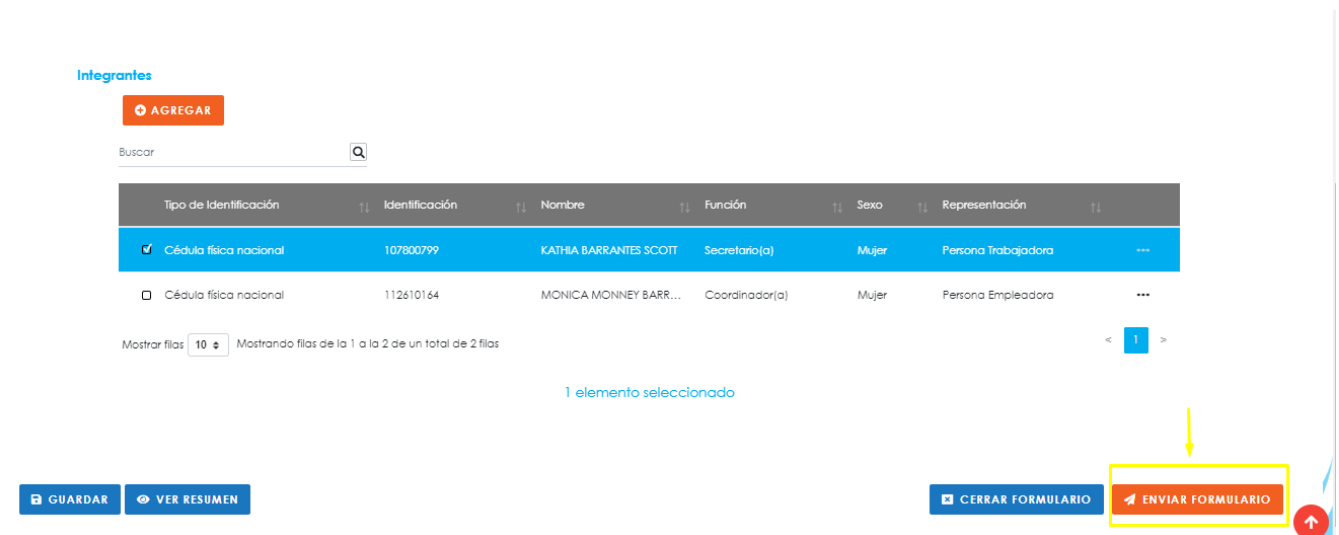 Integrantes
AGREGAR
Buscar
Tipo de Identificación Identificación Nombre Función Sexo Representación
Cédula física nacional 107800799 KATHIA BARRANTES SCOTT Secretario(a) Mujer Persona Trabajadora ...
Cédula física nacional 112610164 MONICA MONNEY BARR... Coordinador(a) Mujer Persona Empleadora ...
Mostrar filas 10 Mostrando filas de la 1 a la 2 de un total de 2 filas < 1 >
1 elemento seleccionado
GUARDAR VER RESUMEN CERRAR FORMULARIO ENVIAR FORMULARIO